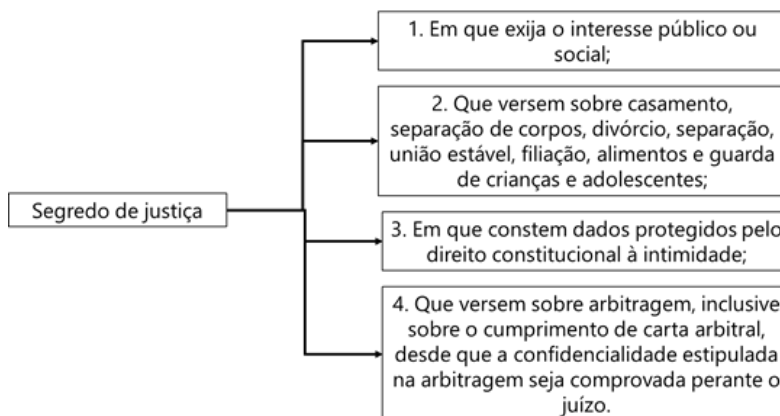 1. Em que exija o interesse público ou
social;
2. Que versem sobre casamento,
separação de corpos, divórcio, separação,
união estável, filiação, alimentos e guarda
de crianças e adolescentes;
Segredo de justiça
3. Em que constem dados protegidos pelo
direito constitucional à intimidade;
4. Que versem sobre arbitragem, inclusive
sobre o cumprimento de carta arbitral,
desde que a confidencialidade estipulada
na arbitragem seja comprovada perante o
juízo.